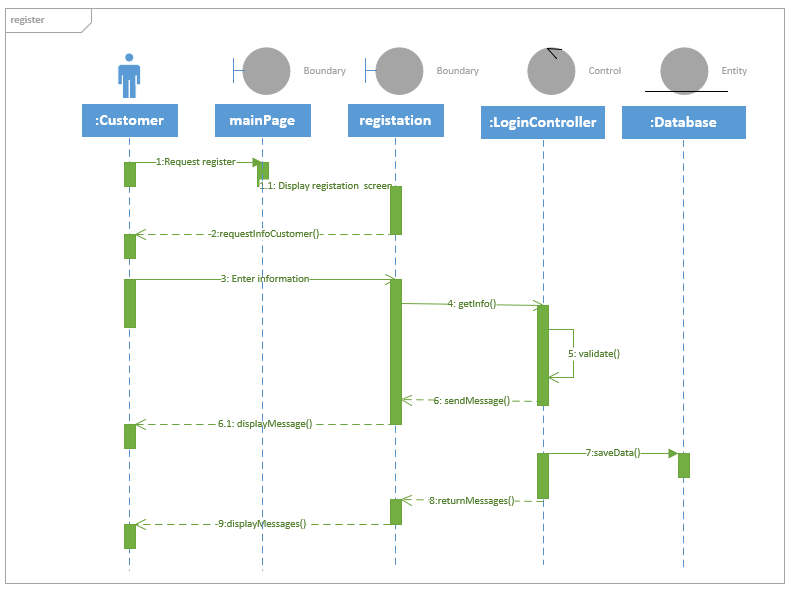 register
Boundary
Boundary
Control
Entity
:Customer
mainPage
registation
:LoginController
:Database
1:Request register
1.1: Display registation screen
2:requestInfoCustomer()
3: Enter information
4: getInfo()
5: validate()
6: sendMessage()
6.1: displayMessage()
7:saveData()
8:returnMessages()
9:displayMessages()